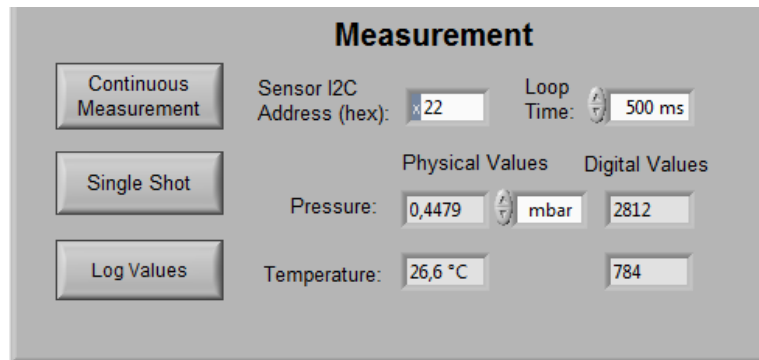 Measurement
Continuous
Measurement
Sensor I2C
Address (hex):
x 22
Loop
Time:
500 ms
Single Shot
Physical Values
Digital Values
Pressure:
0,4479
mbar
2812
Log Values
Temperature:
26,6 °C
784